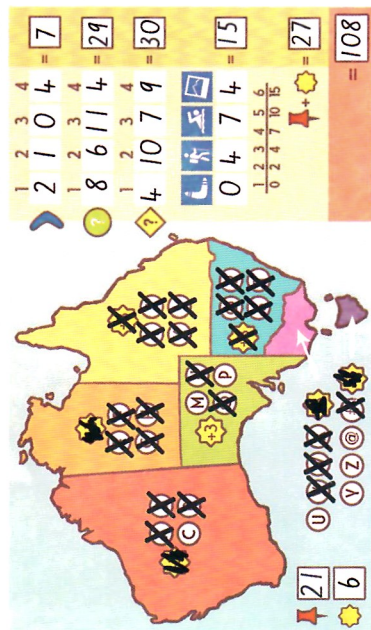 C
M
+3 P
21 U
6 Y Z @
1 2 3 4
2 1 0 4 = 7
1 2 3 4
? 8 6 11 4 = 29
1 2 3 4
? 4 10 7 9 = 30
0 4 7 4 = 15
1 2 3 4 5 6
0 2 4 7 10 15
+ = 27
= 108